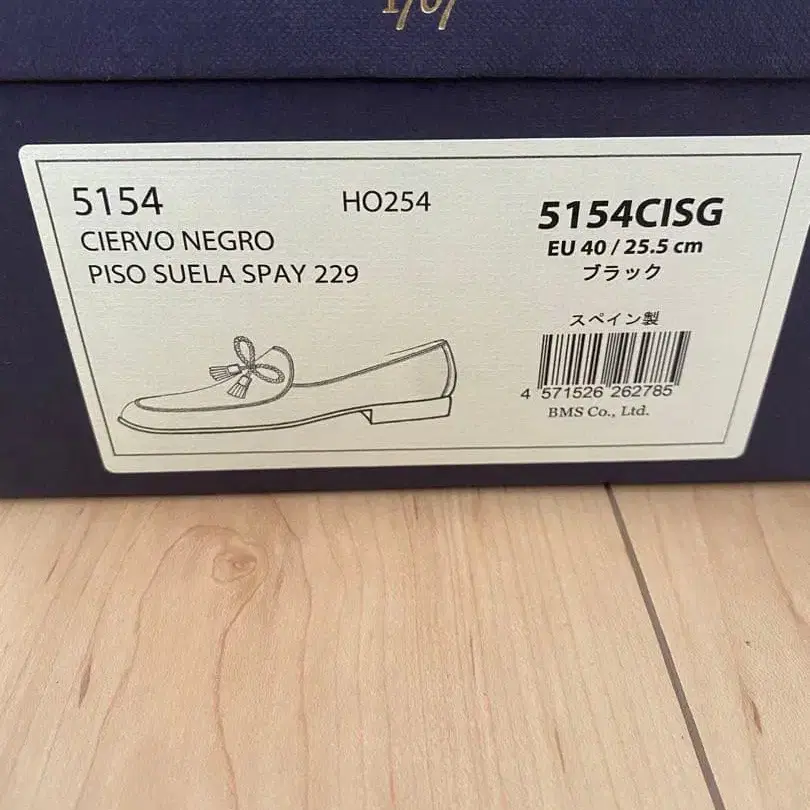 5154
HO254
CIERVO NEGRO
PISO SUELA SPAY 229
5154CISG
EU 40 / 25.5 cm
ブラック
スペイン製
4 571526 262785
BMS Co., Ltd.